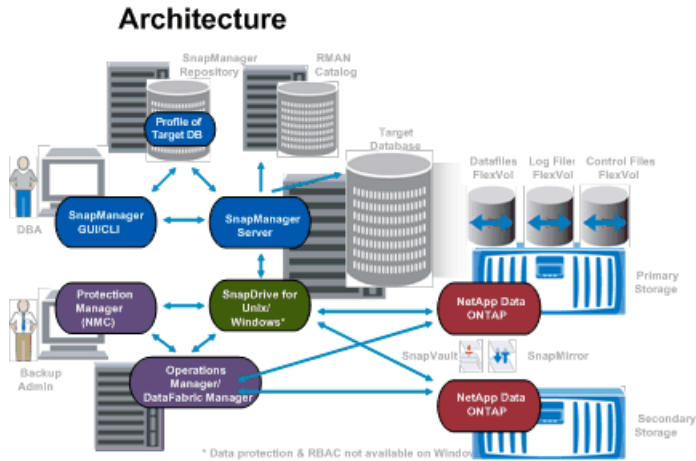 Architecture
SnapManager
Repository
RMAN
Catalog
Profile of
Target DB
Target
Database
Datafiles
FlexVol
Log Files
FlexVol
Control Files
FlexVol
DBA
SnapManager
GUI/CLI
SnapManager
Server
Protection
Manager
(NMC)
SnapDrive for
Unix/
Windows*
NetApp Data
ONTAP
Primary
Storage
SnapVault
SnapMirror
Backup
Admin
Operations
Manager/
DataFabric Manager
NetApp Data
ONTAP
Secondary
Storage
* Data protection & RBAC not available on Window